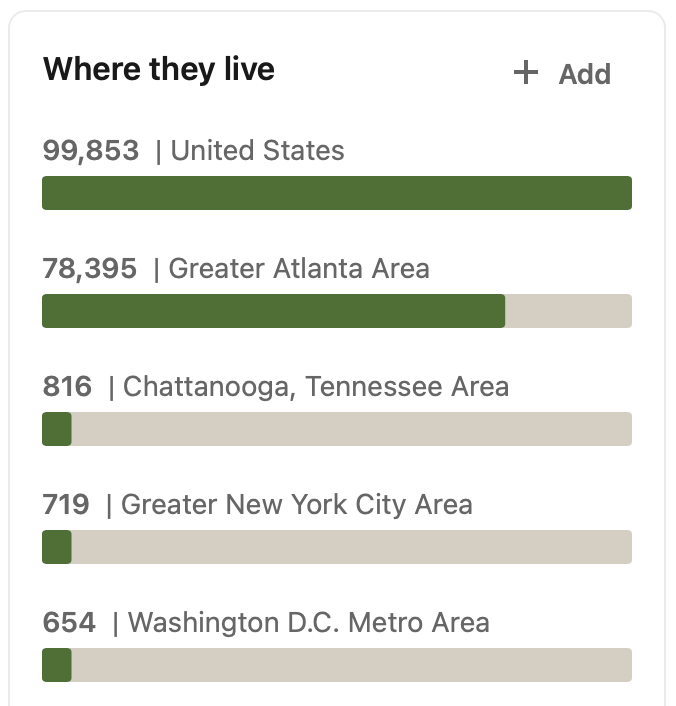 Where they live
+ Add
99,853 | United States
78,395 | Greater Atlanta Area
816 | Chattanooga, Tennessee Area
719 | Greater New York City Area
654 | Washington D.C. Metro Area